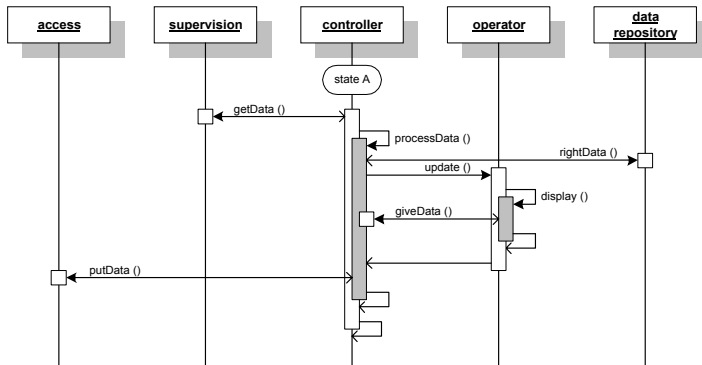 access
supervision
controller
operator
data
repository
state A
getData ()
processData ()
rightData ()
update ()
display ()
giveData ()
putData ()